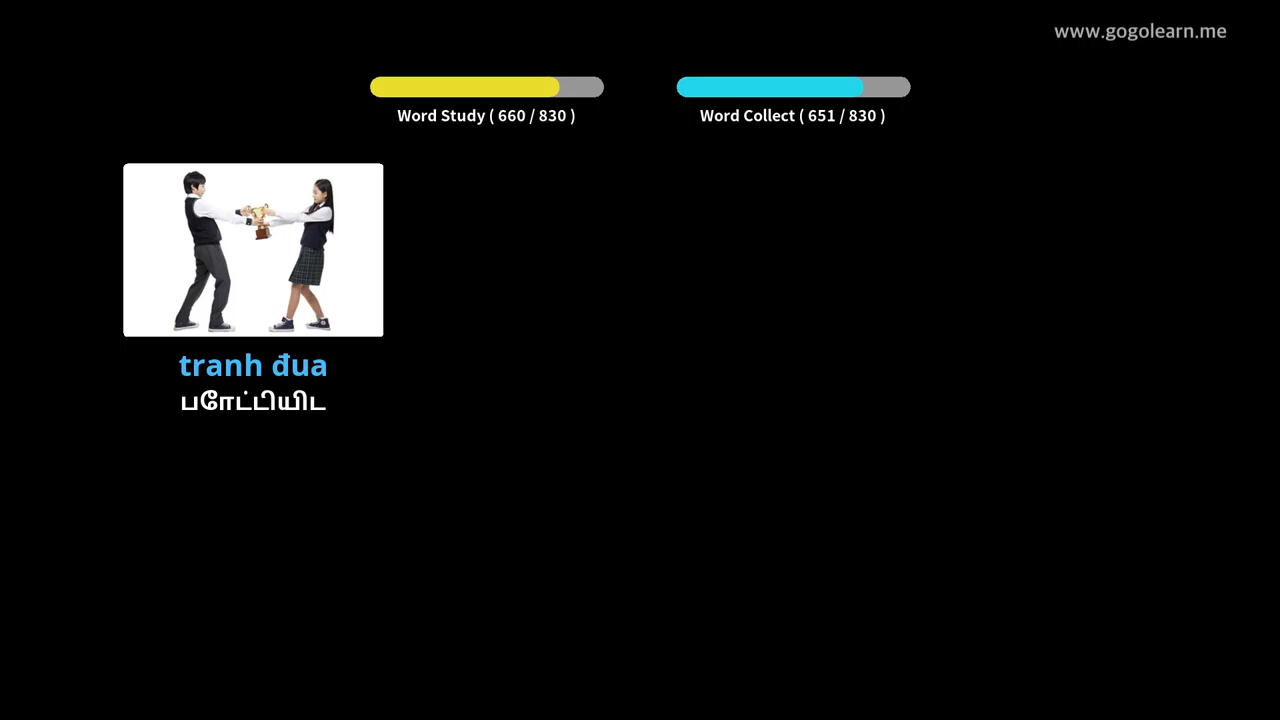 www.gogolearn.me
Word Study ( 660 / 830 )
Word Collect ( 651 / 830 )
tranh đua
போட்டியிட